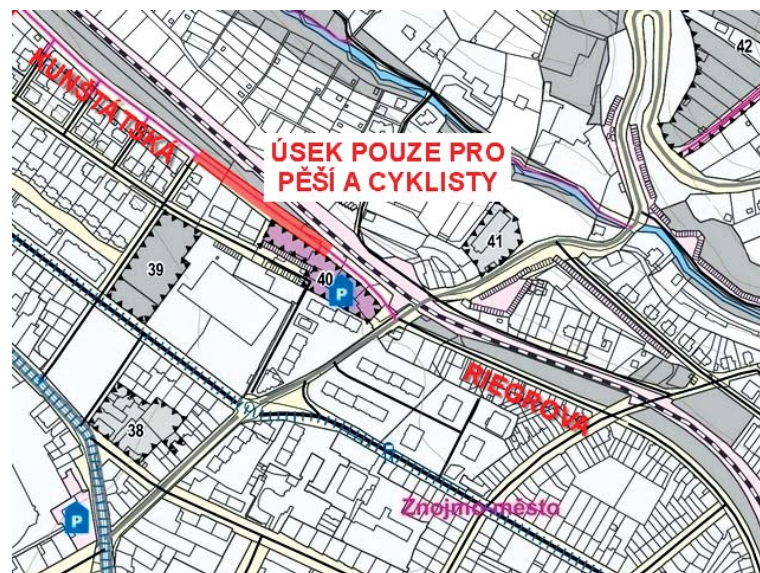 42
KUNŠTÁTSKÁ
ÚSEK POUZE PRO
PĚŠÍ A CYKLISTY
41
39
40
P
RIEGROVA
38
Znojmo-město
P